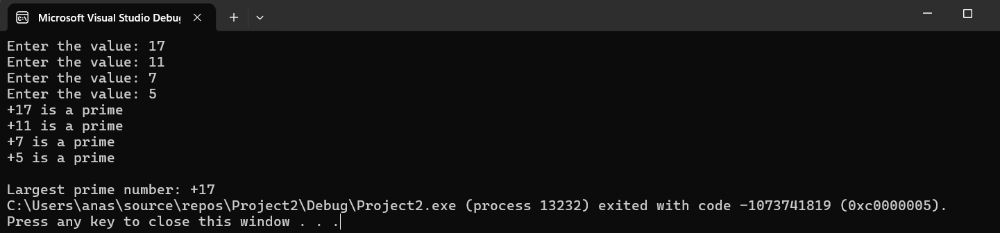 Microsoft Visual Studio Debug
Enter the value: 17
Enter the value: 11
Enter the value: 7
Enter the value: 5
+17 is a prime
+11 is a prime
+7 is a prime
+5 is a prime
Largest prime number: +17
C:\Users\anas\source\repos\Project2\Debug\Project2.exe (process 13232) exited with code -1073741819 (0xc0000005).
Press any key to close this window . . .